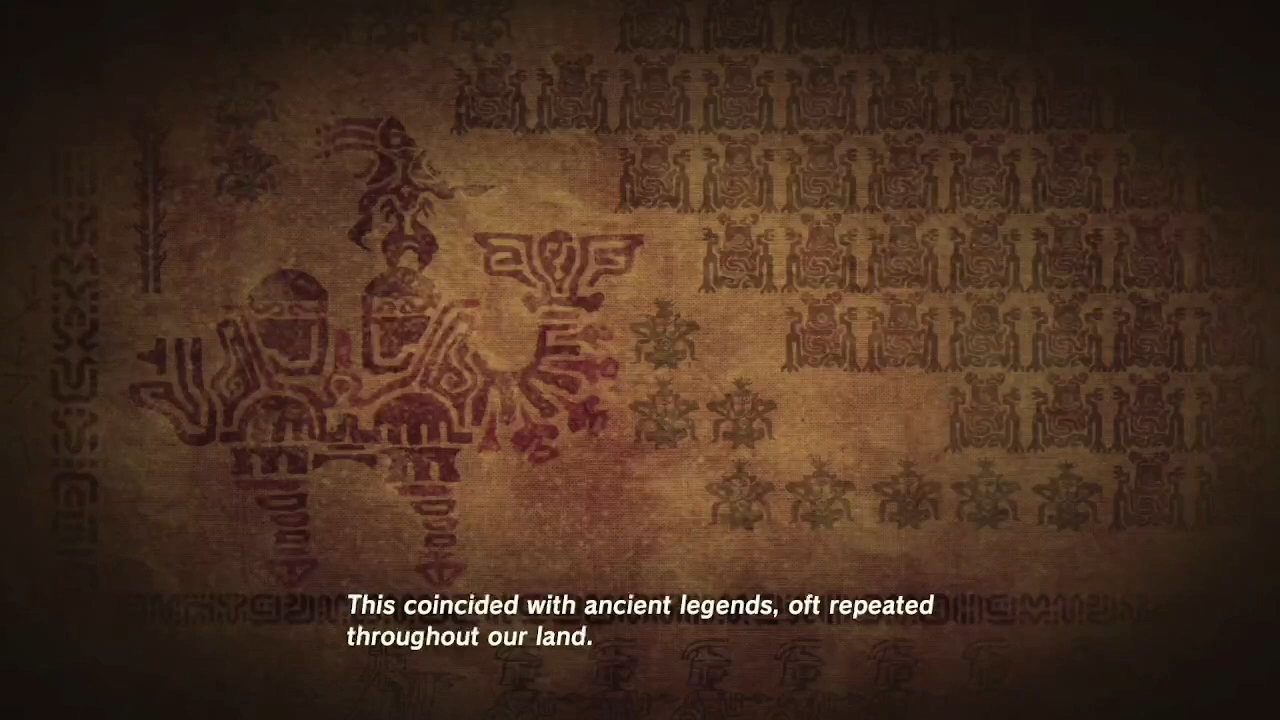 This coincided with ancient legends, oft repeated
throughout our land.